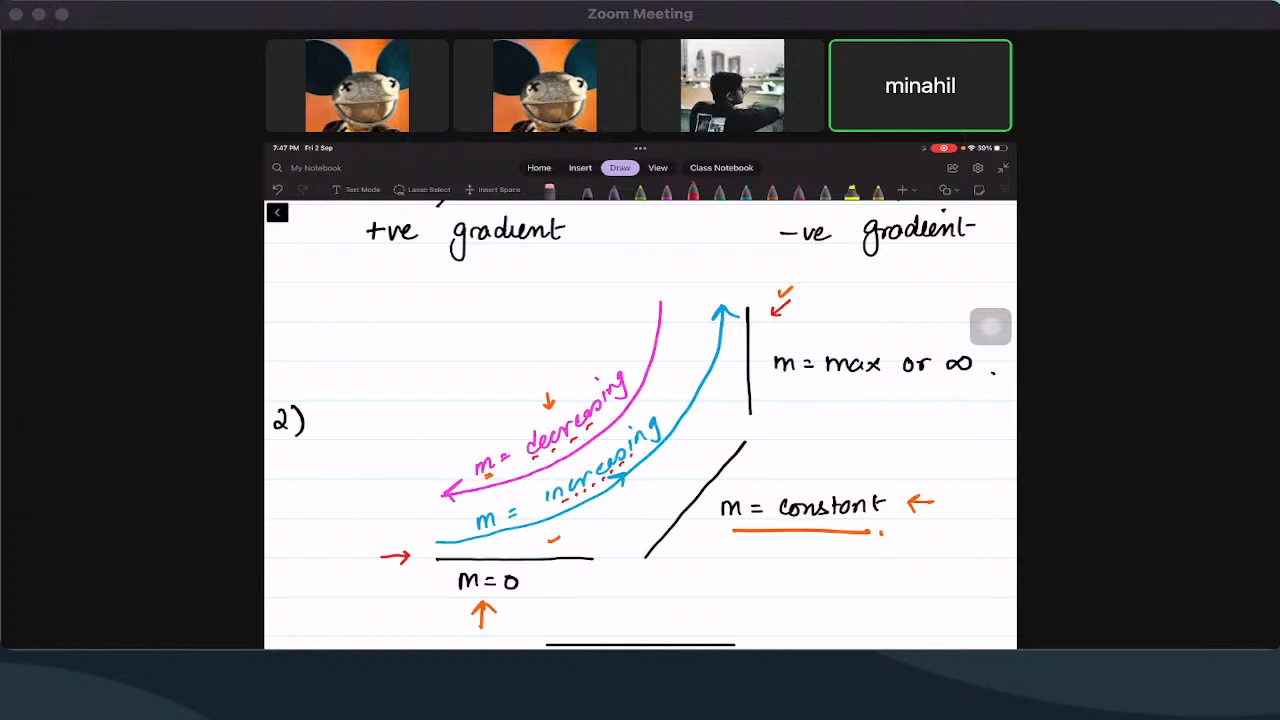 Zoom Meeting
minahil
7:47 PM Fri 2 Sep
39%
My Notebook
Home Insert Draw View Class Notebook
Text Mode Lasso Select Insert Space
+ve gradient
-ve gradient
m = max or ∞ .
2)
m = decreasing
m = increasing
m = constant
m = 0